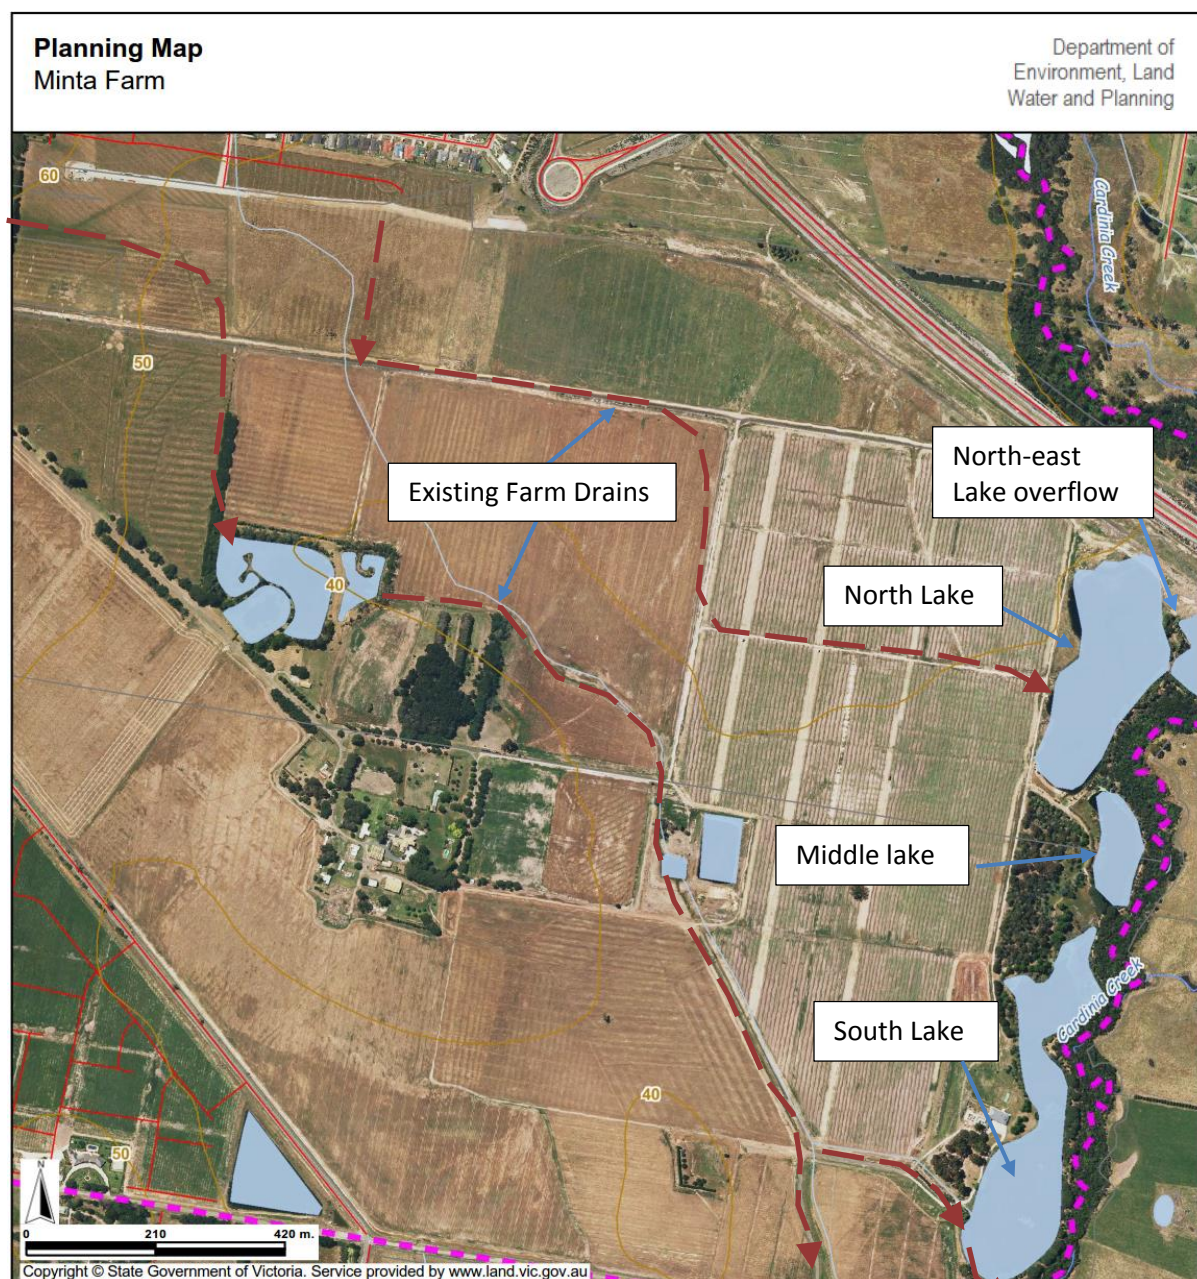 Planning Map
Minta Farm
Department of
Environment, Land
Water and Planning
60
Cardinia Creek
50
North-east
Lake overflow
Existing Farm Drains
40
North Lake
Middle lake
Cardinia Creek
South Lake
40
50
N
0 210 420 m.
Copyright © State Government of Victoria. Service provided by www.land.vic.gov.au